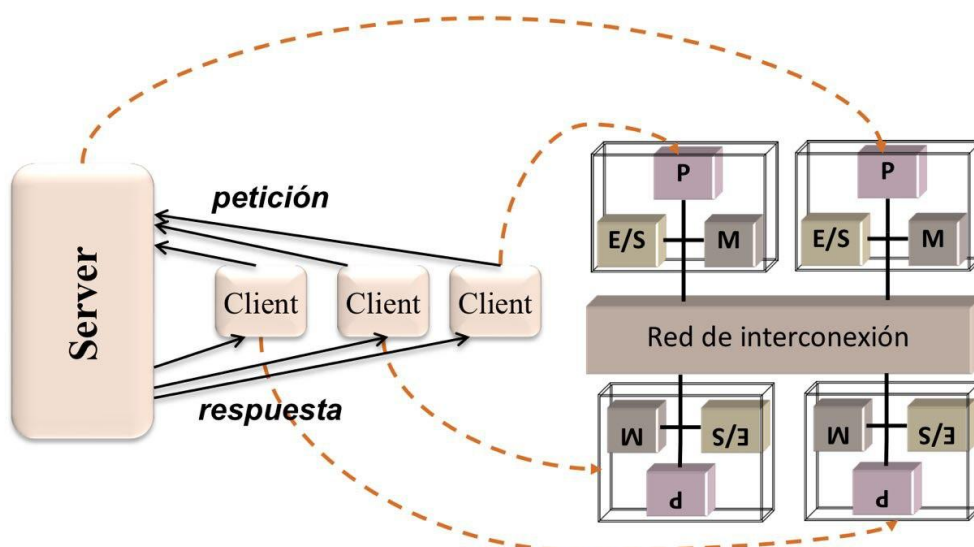 petición
Server
Client
Client
Client
respuesta
P
E/S
M
P
E/S
M
Red de interconexión
M
E/S
P
M
E/S
P